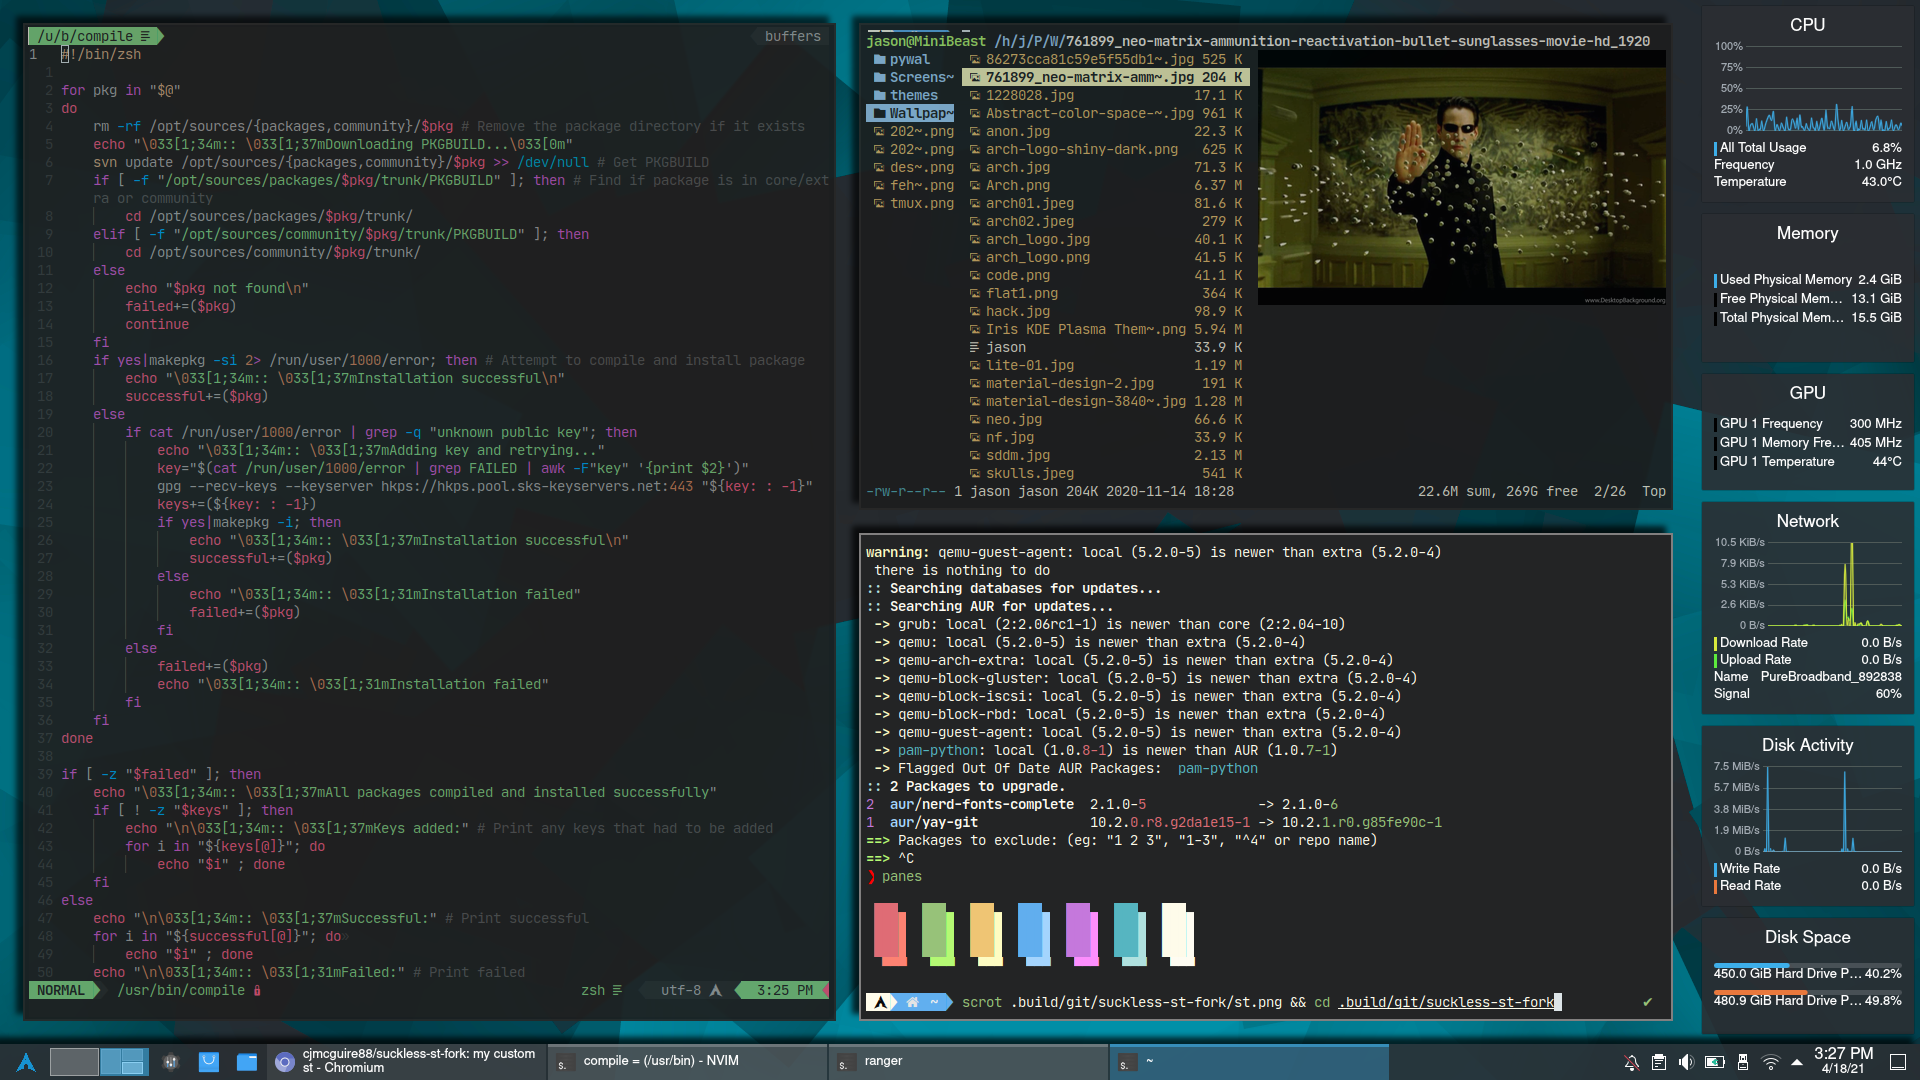 /u/b/compile
buffers
1 #!/bin/zsh
1
2 for pkg in "$@"
3 do
4 rm -rf /opt/sources/{packages,community}/$pkg # Remove the package directory if it exists
5 echo "\033[1;34m:: \033[1;37mDownloading PKGBUILD...\033[0m"
6 svn update /opt/sources/{packages,community}/$pkg >> /dev/null # Get PKGBUILD
7 if [ -f "/opt/sources/packages/$pkg/trunk/PKGBUILD" ]; then # Find if package is in core/ext
ra or community
8 cd /opt/sources/packages/$pkg/trunk/
9 elif [ -f "/opt/sources/community/$pkg/trunk/PKGBUILD" ]; then
10 cd /opt/sources/community/$pkg/trunk/
11 else
12 echo "$pkg not found\n"
13 failed+=($pkg)
14 continue
15 fi
16 if yes|makepkg -si 2> /run/user/1000/error; then # Attempt to compile and install package
17 echo "\033[1;34m:: \033[1;37mInstallation successful\n"
18 successful+=($pkg)
19 else
20 if cat /run/user/1000/error | grep -q "unknown public key"; then
21 echo "\033[1;34m:: \033[1;37mAdding key and retrying..."
22 key="$(cat /run/user/1000/error | grep FAILED | awk -F"key" '{print $2}')"
23 gpg --recv-keys --keyserver hkps://hkps.pool.sks-keyservers.net:443 "${key: : -1}"
24 keys+=(${key: : -1})
25 if yes|makepkg -i; then
26 echo "\033[1;34m:: \033[1;37mInstallation successful\n"
27 successful+=($pkg)
28 else
29 echo "\033[1;34m:: \033[1;31mInstallation failed"
30 failed+=($pkg)
31 fi
32 else
33 failed+=($pkg)
34 echo "\033[1;34m:: \033[1;31mInstallation failed"
35 fi
36 fi
37 done
38
39 if [ -z "$failed" ]; then
40 echo "\033[1;34m:: \033[1;37mAll packages compiled and installed successfully"
41 if [ ! -z "$keys" ]; then
42 echo "\n\033[1;34m:: \033[1;37mKeys added:" # Print any keys that had to be added
43 for i in "${keys[@]}"; do
44 echo "$i" ; done
45 fi
46 else
47 echo "\n\033[1;34m:: \033[1;37mSuccessful:" # Print successful
48 for i in "${successful[@]}"; do
49 echo "$i" ; done
50 echo "\n\033[1;34m:: \033[1;31mFailed:" # Print failed
NORMAL /usr/bin/compile zsh utf-8 3:25 PM
jason@MiniBeast /h/j/P/W/761899_neo-matrix-ammunition-reactivation-bullet-sunglasses-movie-hd_1920
pywal
Screens~
themes
Wallpap~
202~.png
202~.png
des~.png
feh~.png
tmux.png
86273cca81c59e5f55db1~.jpg 525 K
761899_neo-matrix-amm~.jpg 204 K
1228028.jpg 17.1 K
Abstract-color-space-~.jpg 961 K
anon.jpg 22.3 K
arch-logo-shiny-dark.png 625 K
arch.jpg 71.3 K
Arch.png 6.37 M
arch01.jpeg 81.6 K
arch02.jpeg 279 K
arch_logo.jpg 40.1 K
arch_logo.png 41.5 K
code.png 41.1 K
flat1.png 364 K
hack.jpg 98.9 K
Iris KDE Plasma Them~.png 5.94 M
jason 33.9 K
lite-01.jpg 1.19 M
material-design-2.jpg 191 K
material-design-3840~.jpg 1.28 M
neo.jpg 66.6 K
nf.jpg 33.9 K
sddm.jpg 2.13 M
skulls.jpeg 541 K
www.DesktopBackground.org
-rw-r--r-- 1 jason jason 204K 2020-11-14 18:28 22.6M sum, 269G free 2/26 Top
warning: qemu-guest-agent: local (5.2.0-5) is newer than extra (5.2.0-4)
there is nothing to do
:: Searching databases for updates...
:: Searching AUR for updates...
-> grub: local (2:2.06rc1-1) is newer than core (2:2.04-10)
-> qemu: local (5.2.0-5) is newer than extra (5.2.0-4)
-> qemu-arch-extra: local (5.2.0-5) is newer than extra (5.2.0-4)
-> qemu-block-gluster: local (5.2.0-5) is newer than extra (5.2.0-4)
-> qemu-block-iscsi: local (5.2.0-5) is newer than extra (5.2.0-4)
-> qemu-block-rbd: local (5.2.0-5) is newer than extra (5.2.0-4)
-> qemu-guest-agent: local (5.2.0-5) is newer than extra (5.2.0-4)
-> pam-python: local (1.0.8-1) is newer than AUR (1.0.7-1)
-> Flagged Out Of Date AUR Packages: pam-python
:: 2 Packages to upgrade.
2 aur/nerd-fonts-complete 2.1.0-5 -> 2.1.0-6
1 aur/yay-git 10.2.0.r8.g2da1e15-1 -> 10.2.1.r0.g85fe90c-1
==> Packages to exclude: (eg: "1 2 3", "1-3", "^4" or repo name)
==> ^C
❯ panes
~ scrot .build/git/suckless-st-fork/st.png && cd .build/git/suckless-st-fork ✔
CPU
100%
75%
50%
25%
0%
All Total Usage 6.8%
Frequency 1.0 GHz
Temperature 43.0°C
Memory
Used Physical Memory 2.4 GiB
Free Physical Mem... 13.1 GiB
Total Physical Mem... 15.5 GiB
GPU
GPU 1 Frequency 300 MHz
GPU 1 Memory Fre... 405 MHz
GPU 1 Temperature 44°C
Network
10.5 KiB/s
7.9 KiB/s
5.3 KiB/s
2.6 KiB/s
0 B/s
Download Rate 0.0 B/s
Upload Rate 0.0 B/s
Name PureBroadband_892838
Signal 60%
Disk Activity
7.5 MiB/s
5.7 MiB/s
3.8 MiB/s
1.9 MiB/s
0 B/s
Write Rate 0.0 B/s
Read Rate 0.0 B/s
Disk Space
450.0 GiB Hard Drive P... 40.2%
480.9 GiB Hard Drive P... 49.8%
cjmcguire88/suckless-st-fork: my custom
st - Chromium
compile = (/usr/bin) - NVIM
ranger
~
3:27 PM
4/18/21